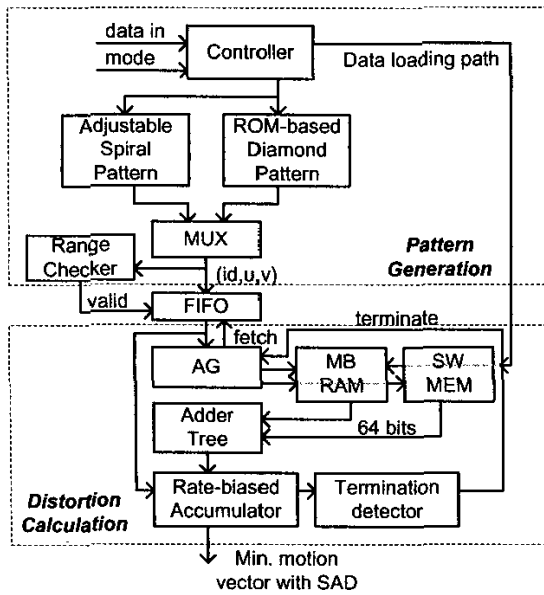 data in
mode
Controller
Data loading path
Adjustable
Spiral
Pattern
ROM-based
Diamond
Pattern
MUX
Range
Checker
(id,u,v)
Pattern
Generation
valid
FIFO
fetch
terminate
AG
MB
RAM
SW
MEM
Adder
Tree
64 bits
Rate-biased
Accumulator
Termination
detector
Distortion
Calculation
Min. motion
vector with SAD